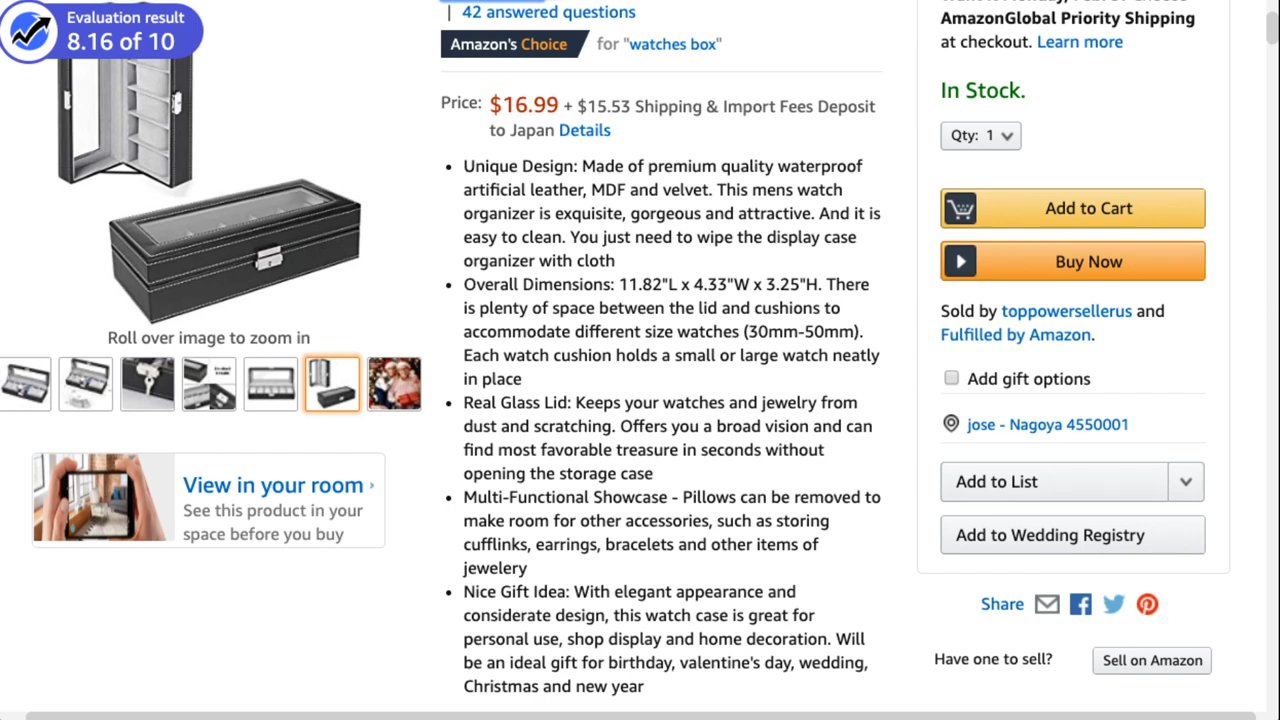 Evaluation result
8.16 of 10
Roll over image to zoom in
View in your room ›
See this product in your
space before you buy
| 42 answered questions
Amazon's Choice for "watches box"
Price: $16.99 + $15.53 Shipping & Import Fees Deposit
to Japan Details
• Unique Design: Made of premium quality waterproof
artificial leather, MDF and velvet. This mens watch
organizer is exquisite, gorgeous and attractive. And it is
easy to clean. You just need to wipe the display case
organizer with cloth
• Overall Dimensions: 11.82"L x 4.33"W x 3.25"H. There
is plenty of space between the lid and cushions to
accommodate different size watches (30mm-50mm).
Each watch cushion holds a small or large watch neatly
in place
• Real Glass Lid: Keeps your watches and jewelry from
dust and scratching. Offers you a broad vision and can
find most favorable treasure in seconds without
opening the storage case
• Multi-Functional Showcase - Pillows can be removed to
make room for other accessories, such as storing
cufflinks, earrings, bracelets and other items of
jewelery
• Nice Gift Idea: With elegant appearance and
considerate design, this watch case is great for
personal use, shop display and home decoration. Will
be an ideal gift for birthday, valentine's day, wedding,
Christmas and new year
AmazonGlobal Priority Shipping
at checkout. Learn more
In Stock.
Qty: 1
Add to Cart
Buy Now
Sold by toppowersellerus and
Fulfilled by Amazon.
Add gift options
jose - Nagoya 4550001
Add to List
Add to Wedding Registry
Share
Have one to sell?
Sell on Amazon